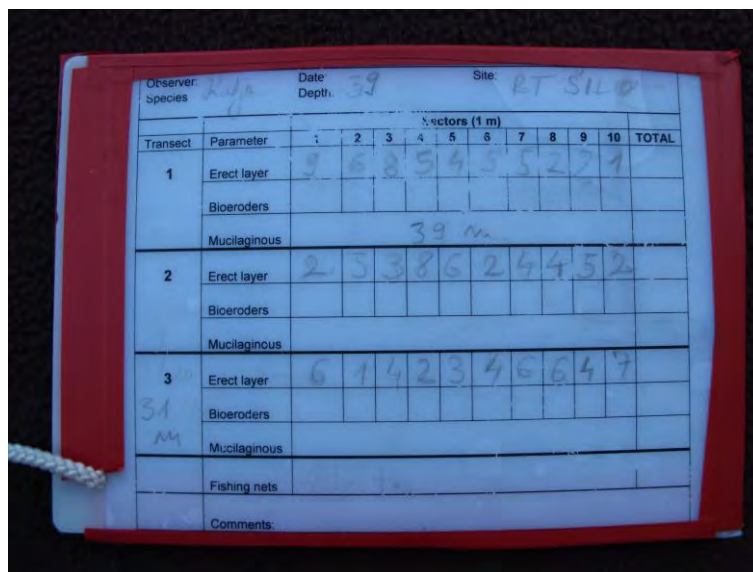 Observer: Date:
Species Depth: 39 Site: RT ŠILO
Sectors (1 m)
Transect Parameter 1 2 3 4 5 6 7 8 9 10 TOTAL
1 Erect layer 9 6 8 5 4 5 5 2 2 1
Bioeroders
Mucilaginous 39 m
2 Erect layer 2 5 3 8 6 2 4 4 5 2
Bioeroders
Mucilaginous
3 Erect layer 6 1 4 2 3 4 6 6 4 7
31 Bioeroders
m
Mucilaginous
Fishing nets
Comments: